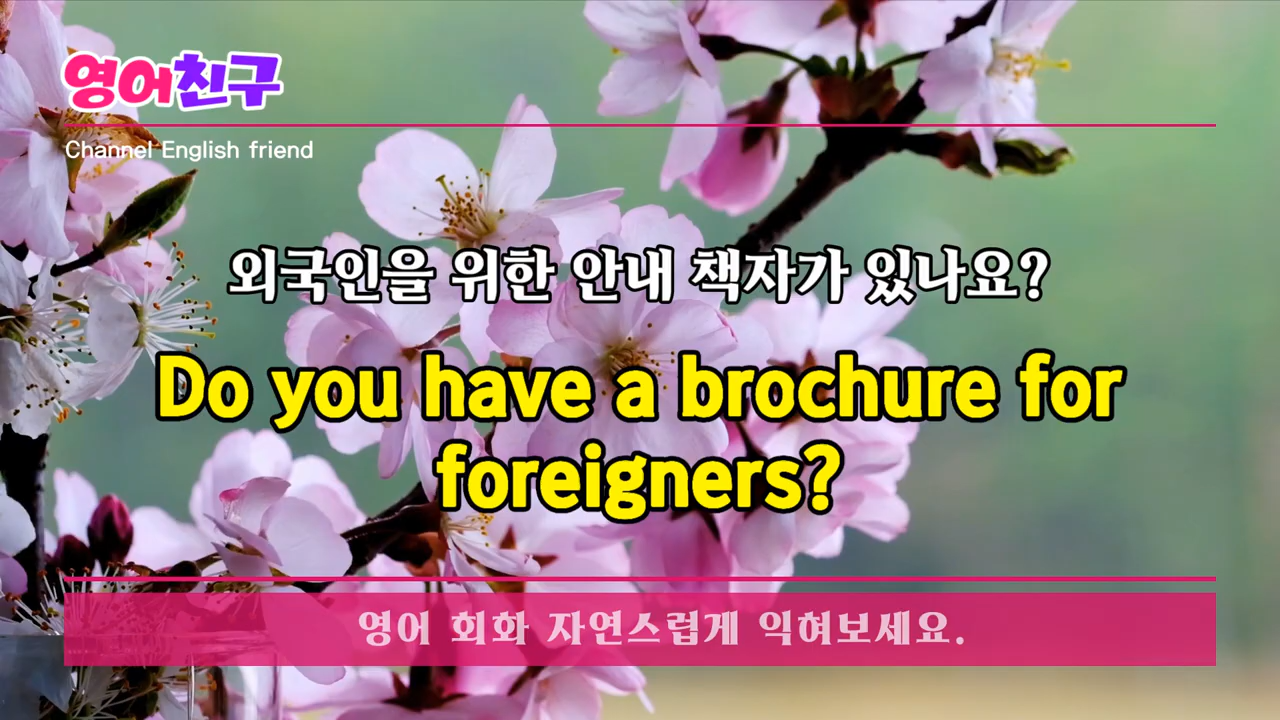 영어친구
Channel English friend
외국인을 위한 안내 책자가 있나요?
Do you have a brochure for
foreigners?
영어 회화 자연스럽게 익혀보세요.